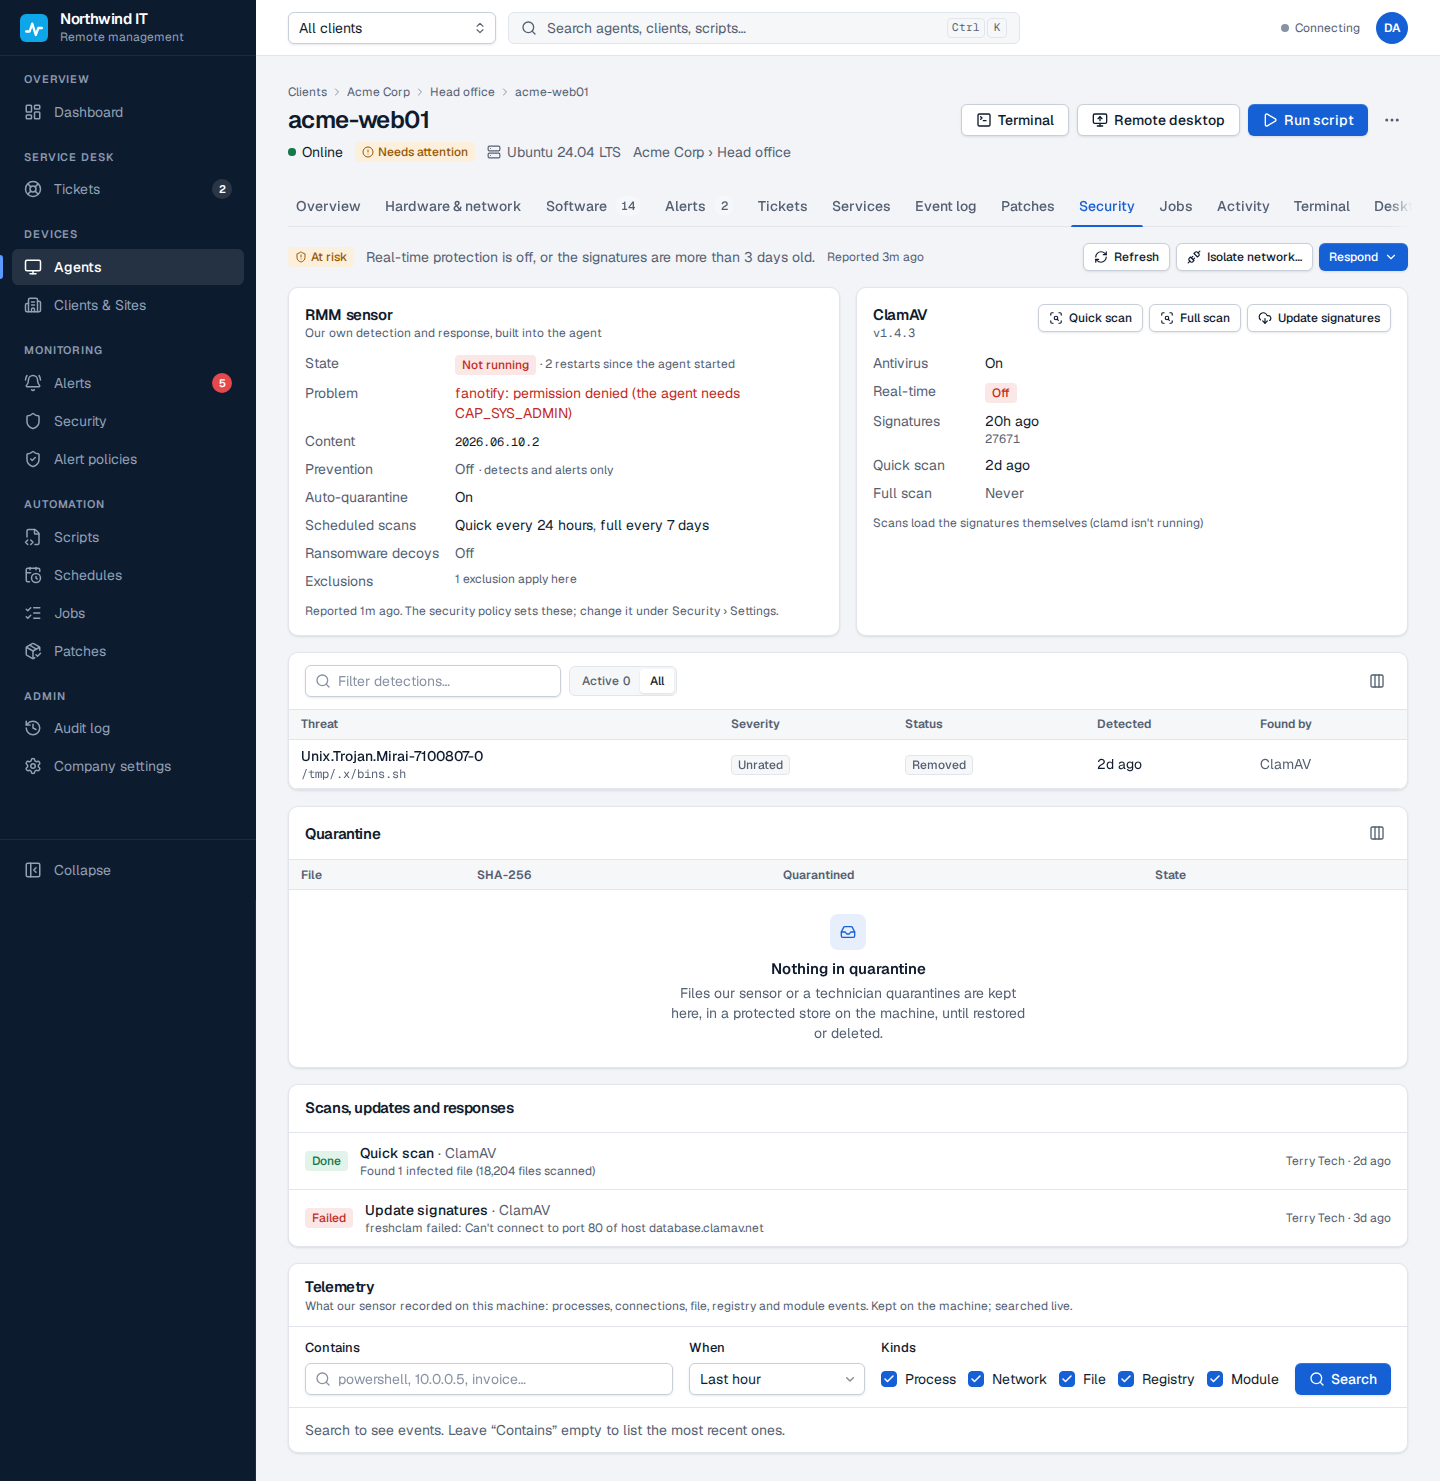 Northwind IT
Remote management
All clients
Search agents, clients, scripts...
Ctrl K
Connecting
DA
OVERVIEW
Dashboard
SERVICE DESK
Tickets 2
DEVICES
Agents
Clients & Sites
MONITORING
Alerts 5
Security
Alert policies
AUTOMATION
Scripts
Schedules
Jobs
Patches
ADMIN
Audit log
Company settings
Collapse
Clients › Acme Corp › Head office › acme-web01
acme-web01
Terminal
Remote desktop
Run script
Online
Needs attention
Ubuntu 24.04 LTS
Acme Corp › Head office
Overview Hardware & network Software 14 Alerts 2 Tickets Services Event log Patches Security Jobs Activity Terminal Desk
At risk Real-time protection is off, or the signatures are more than 3 days old. Reported 3m ago
Refresh
Isolate network...
Respond
RMM sensor
Our own detection and response, built into the agent
State Not running · 2 restarts since the agent started
Problem fanotify: permission denied (the agent needs
CAP_SYS_ADMIN)
Content 2026.06.10.2
Prevention Off · detects and alerts only
Auto-quarantine On
Scheduled scans Quick every 24 hours, full every 7 days
Ransomware decoys Off
Exclusions 1 exclusion apply here
Reported 1m ago. The security policy sets these; change it under Security › Settings.
ClamAV
v1.4.3
Quick scan
Full scan
Update signatures
Antivirus On
Real-time Off
Signatures 20h ago
27671
Quick scan 2d ago
Full scan Never
Scans load the signatures themselves (clamd isn't running)
Filter detections...
Active 0 All
Threat Severity Status Detected Found by
Unix.Trojan.Mirai-7100807-0 Unrated Removed 2d ago ClamAV
/tmp/.x/bins.sh
Quarantine
File SHA-256 Quarantined State
Nothing in quarantine
Files our sensor or a technician quarantines are kept
here, in a protected store on the machine, until restored
or deleted.
Scans, updates and responses
Done Quick scan · ClamAV
Found 1 infected file (18,204 files scanned)
Terry Tech · 2d ago
Failed Update signatures · ClamAV
freshclam failed: Can't connect to port 80 of host database.clamav.net
Terry Tech · 3d ago
Telemetry
What our sensor recorded on this machine: processes, connections, file, registry and module events. Kept on the machine; searched live.
Contains When Kinds
powershell, 10.0.0.5, invoice...
Last hour
Process Network File Registry Module
Search
Search to see events. Leave “Contains” empty to list the most recent ones.